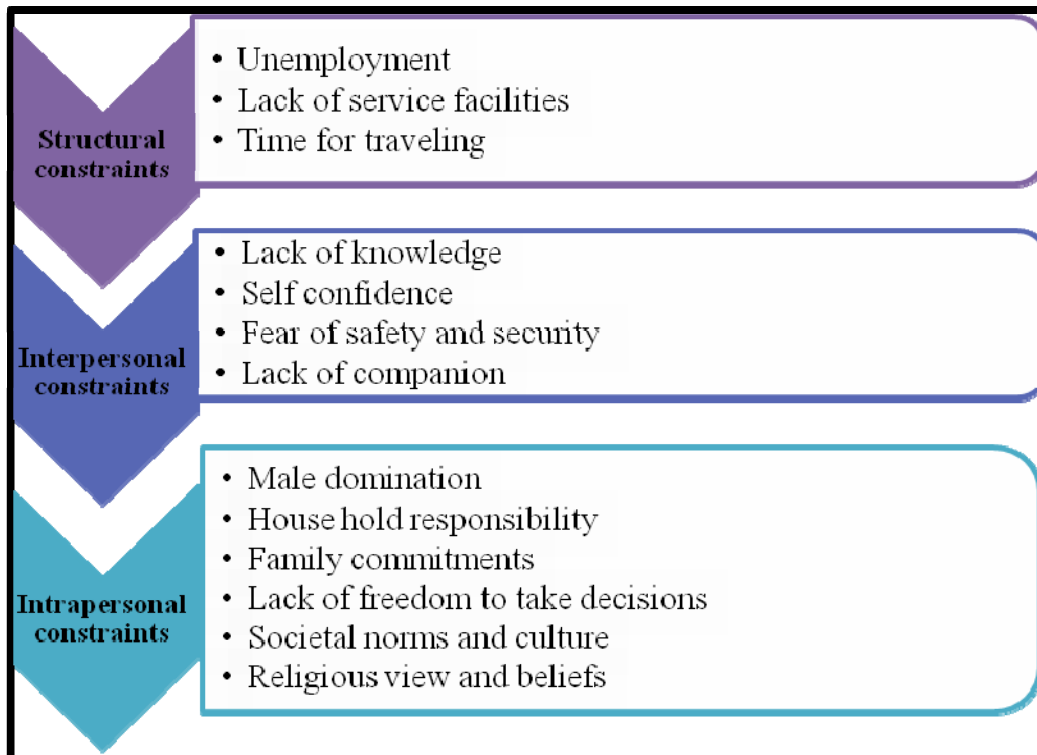 Structural
constraints
• Unemployment
• Lack of service facilities
• Time for traveling
Interpersonal
constraints
• Lack of knowledge
• Self confidence
• Fear of safety and security
• Lack of companion
Intrapersonal
constraints
• Male domination
• House hold responsibility
• Family commitments
• Lack of freedom to take decisions
• Societal norms and culture
• Religious view and beliefs